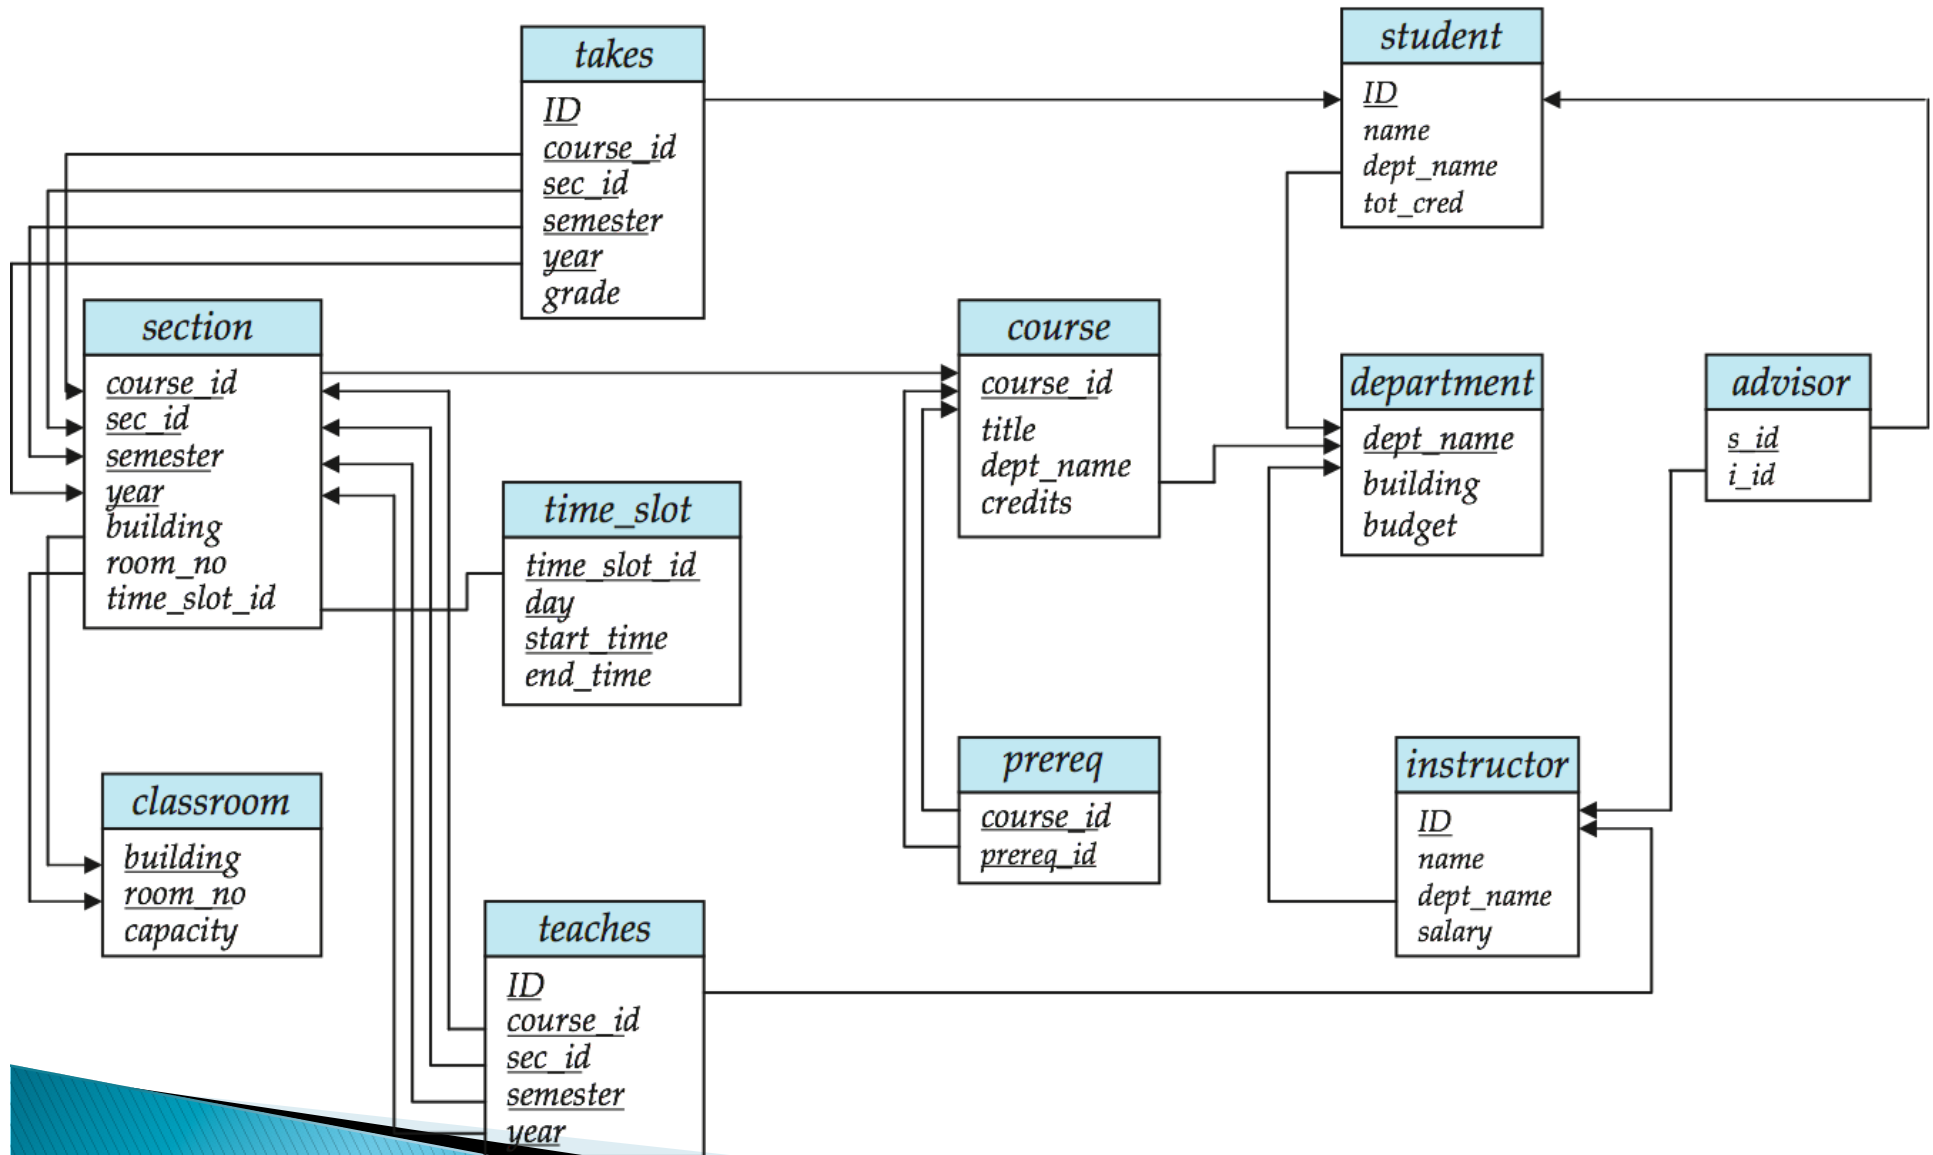 takes
ID
course_id
sec_id
semester
year
grade
student
ID
name
dept_name
tot_cred
section
course_id
sec_id
semester
year
building
room_no
time_slot_id
time_slot
time_slot_id
day
start_time
end_time
course
course_id
title
dept_name
credits
department
dept_name
building
budget
advisor
s_id
i_id
classroom
building
room_no
capacity
prereq
course_id
prereq_id
instructor
ID
name
dept_name
salary
teaches
ID
course_id
sec_id
semester
year